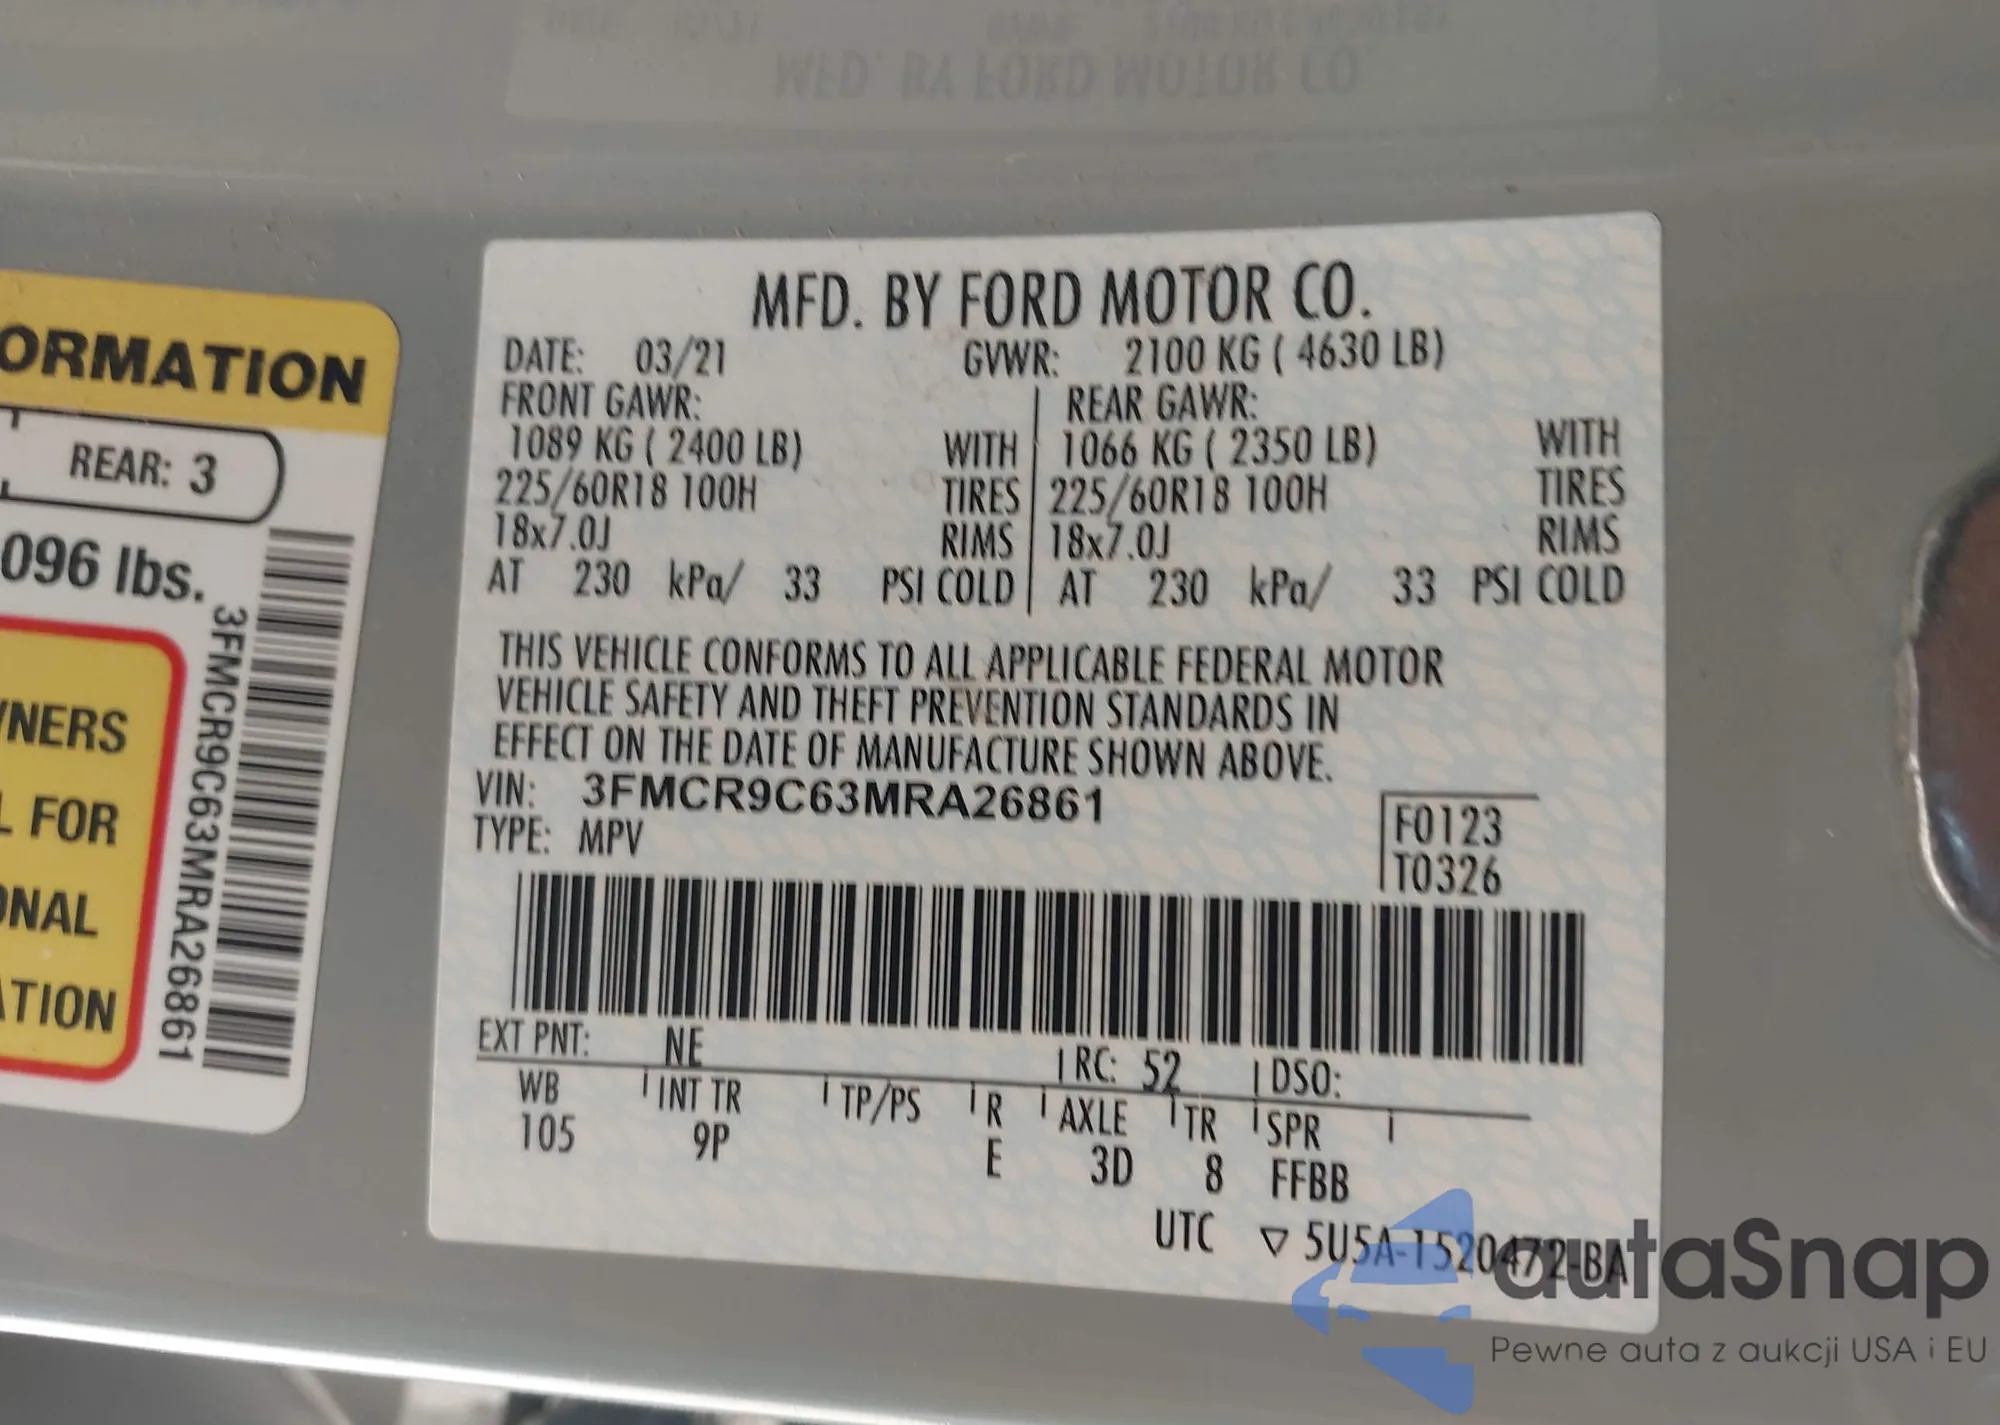 MFD. BY FORD MOTOR CO.
DATE: 03/21 GVWR: 2100 KG ( 4630 LB)
FRONT GAWR: REAR GAWR:
1089 KG ( 2400 LB) WITH 1066 KG ( 2350 LB) WITH
225/60R18 100H TIRES 225/60R18 100H TIRES
18x7.0J RIMS 18x7.0J RIMS
AT 230 kPa/ 33 PSI COLD AT 230 kPa/ 33 PSI COLD
THIS VEHICLE CONFORMS TO ALL APPLICABLE FEDERAL MOTOR
VEHICLE SAFETY AND THEFT PREVENTION STANDARDS IN
EFFECT ON THE DATE OF MANUFACTURE SHOWN ABOVE.
VIN: 3FMCR9C63MRA26861
TYPE: MPV
F0123
T0326
EXT PNT: NE RC: 52 DSO:
WB INT TR TP/PS R AXLE TR SPR
105 9P E 3D 8 FFBB
UTC ▽ 5U5A-1520472-BA
ORMATION
REAR: 3
096 lbs.
3FMCR9C63MRA26861
NERS
L FOR
ONAL
ATION
MFD. BY FORD MOTOR CO
autaSnap
Pewne auta z aukcji USA i EU